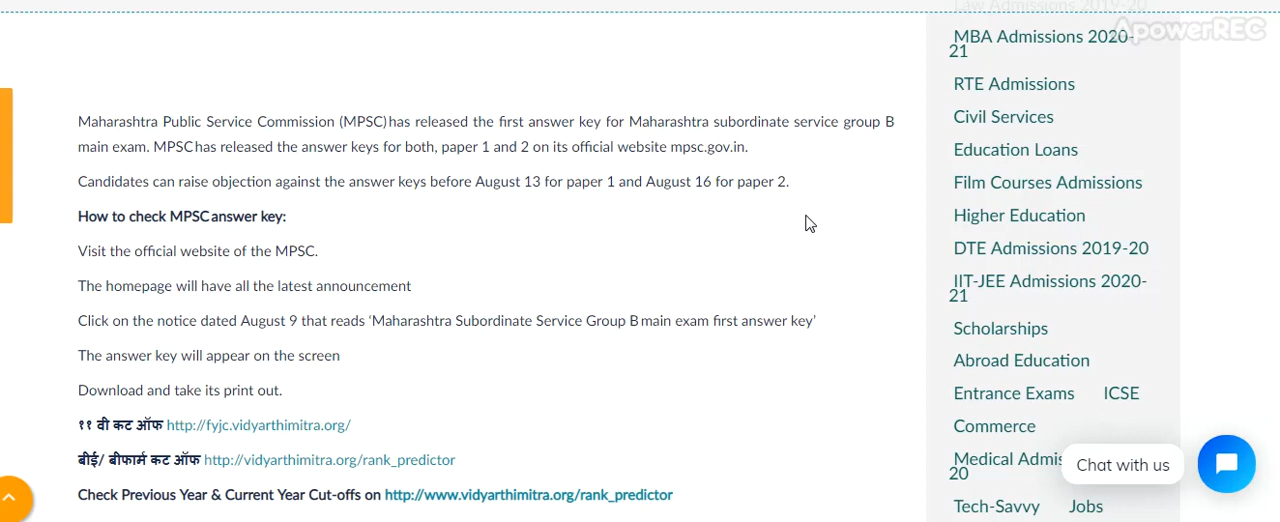 Law Admissions 2019-20
ApowerREC
MBA Admissions 2020-
21
RTE Admissions
Civil Services
Education Loans
Film Courses Admissions
Higher Education
DTE Admissions 2019-20
IIT-JEE Admissions 2020-
21
Scholarships
Abroad Education
Entrance Exams ICSE
Commerce
Medical Admis
20
Tech-Savvy Jobs
Maharashtra Public Service Commission (MPSC) has released the first answer key for Maharashtra subordinate service group B
main exam. MPSC has released the answer keys for both, paper 1 and 2 on its official website mpsc.gov.in.
Candidates can raise objection against the answer keys before August 13 for paper 1 and August 16 for paper 2.
How to check MPSC answer key:
Visit the official website of the MPSC.
The homepage will have all the latest announcement
Click on the notice dated August 9 that reads ‘Maharashtra Subordinate Service Group B main exam first answer key’
The answer key will appear on the screen
Download and take its print out.
११ वी कट ऑफ http://fyjc.vidyarthimitra.org/
बीई/ बीफार्म कट ऑफ http://vidyarthimitra.org/rank_predictor
Check Previous Year & Current Year Cut-offs on http://www.vidyarthimitra.org/rank_predictor
Chat with us